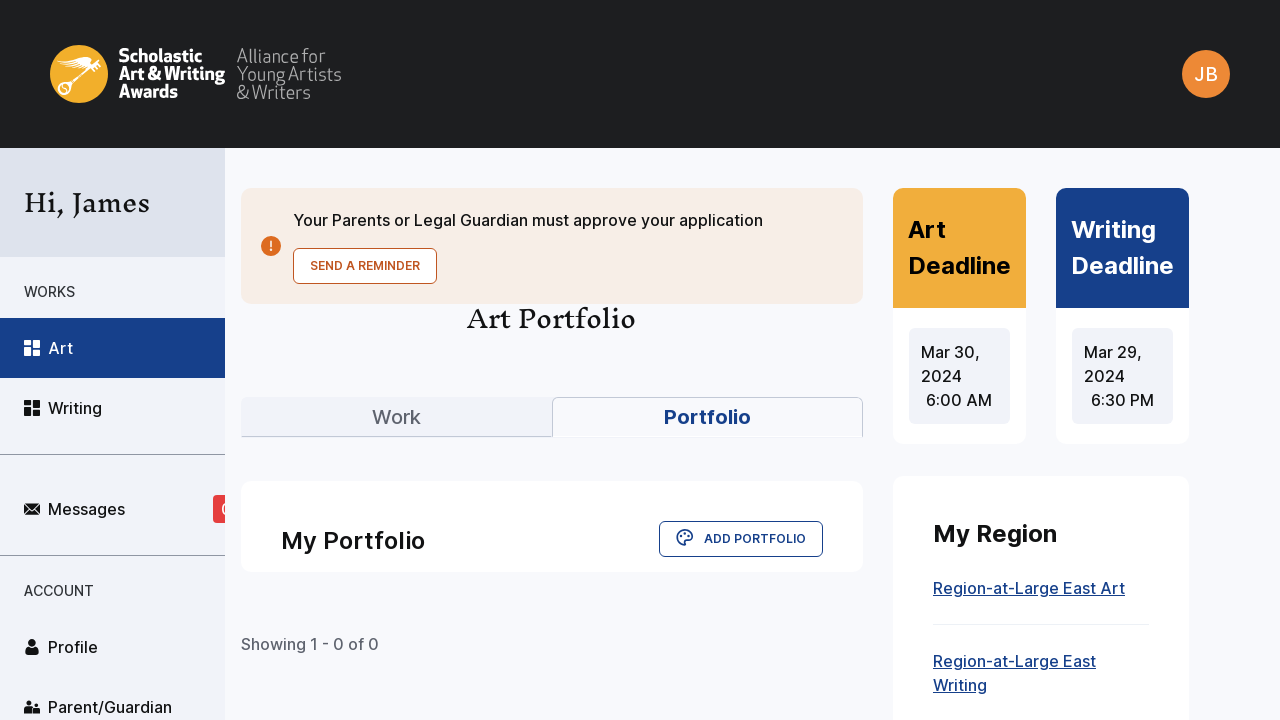 Scholastic
Art & Writing
Awards
Alliance for
Young Artists
& Writers
JB
Hi, James
WORKS
Art
Writing
Messages
ACCOUNT
Profile
Parent/Guardian
Your Parents or Legal Guardian must approve your application
SEND A REMINDER
Art Portfolio
Work
Portfolio
My Portfolio
ADD PORTFOLIO
Showing 1 - 0 of 0
Art
Deadline
Mar 30,
2024
6:00 AM
Writing
Deadline
Mar 29,
2024
6:30 PM
My Region
Region-at-Large East Art
Region-at-Large East
Writing